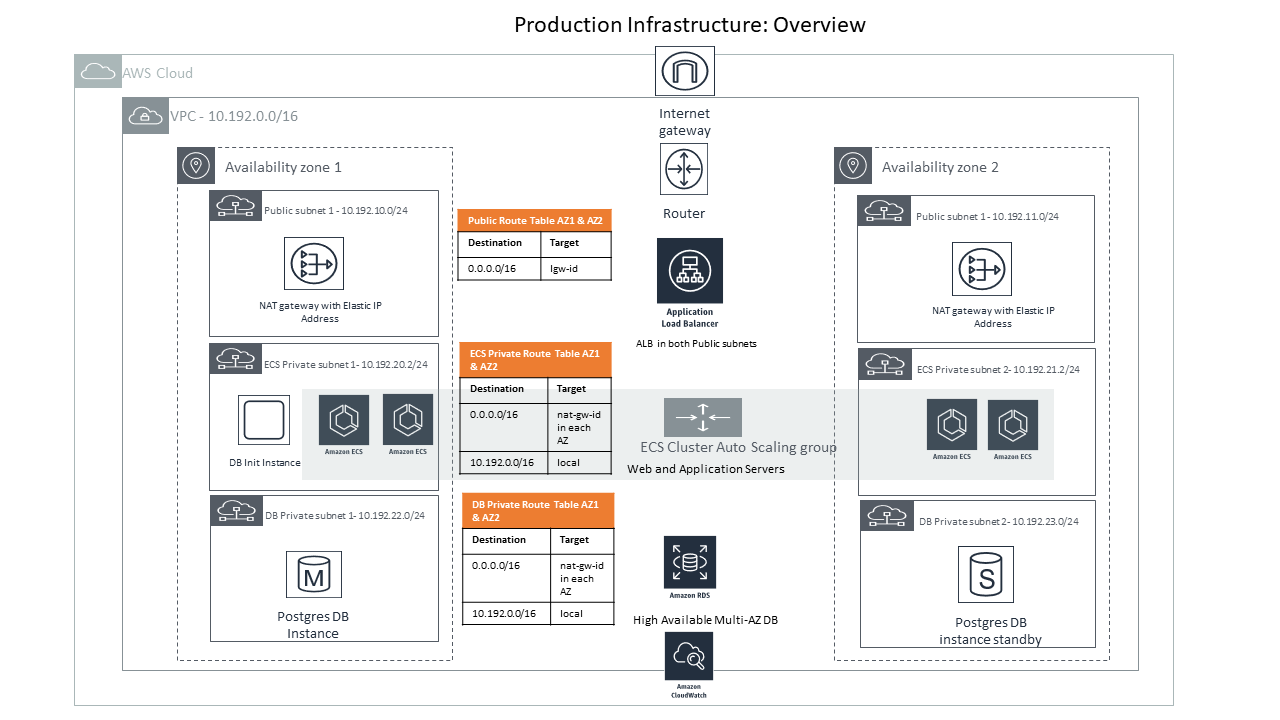 Production Infrastructure: Overview
AWS Cloud
VPC - 10.192.0.0/16
Internet
gateway
Router
Application
Load Balancer
ALB in both Public subnets
Availability zone 1
Public subnet 1 - 10.192.10.0/24
NAT gateway with Elastic IP
Address
ECS Private subnet 1- 10.192.20.2/24
DB Init Instance
Amazon ECS
Amazon ECS
DB Private subnet 1- 10.192.22.0/24
M
Postgres DB
Instance
Public Route Table AZ1 & AZ2
Destination Target
0.0.0.0/16 Igw-id
ECS Private Route Table AZ1
& AZ2
Destination Target
0.0.0.0/16 nat-gw-id
in each
AZ
10.192.0.0/16 local
DB Private Route Table AZ1
& AZ2
Destination Target
0.0.0.0/16 nat-gw-id
in each
AZ
10.192.0.0/16 local
ECS Cluster Auto Scaling group
Web and Application Servers
Amazon RDS
High Available Multi-AZ DB
Amazon
CloudWatch
Availability zone 2
Public subnet 1 - 10.192.11.0/24
NAT gateway with Elastic IP
Address
ECS Private subnet 2- 10.192.21.2/24
Amazon ECS
Amazon ECS
DB Private subnet 2- 10.192.23.0/24
S
Postgres DB
instance standby